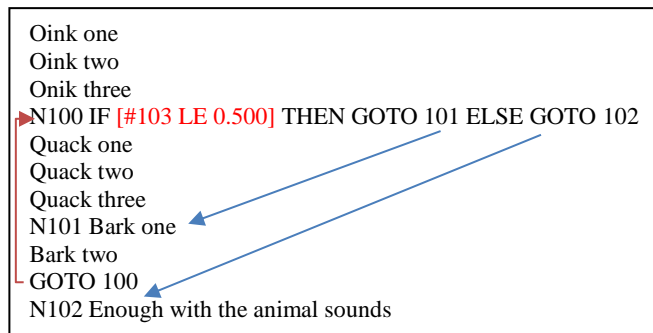 Oink one
Oink two
Onik three
N100 IF [#103 LE 0.500] THEN GOTO 101 ELSE GOTO 102
Quack one
Quack two
Quack three
N101 Bark one
Bark two
GOTO 100
N102 Enough with the animal sounds